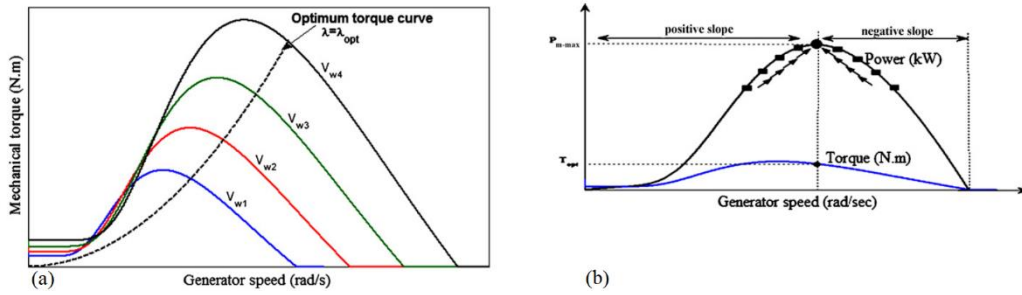 Optimum torque curve
λ=λopt
Vw4
Vw3
Vw2
Vw1
Mechanical torque (N.m)
Generator speed (rad/s)
(a)
positive slope
negative slope
Pm-max
Power (kW)
Topt
Torque (N.m)
Generator speed (rad/sec)
(b)